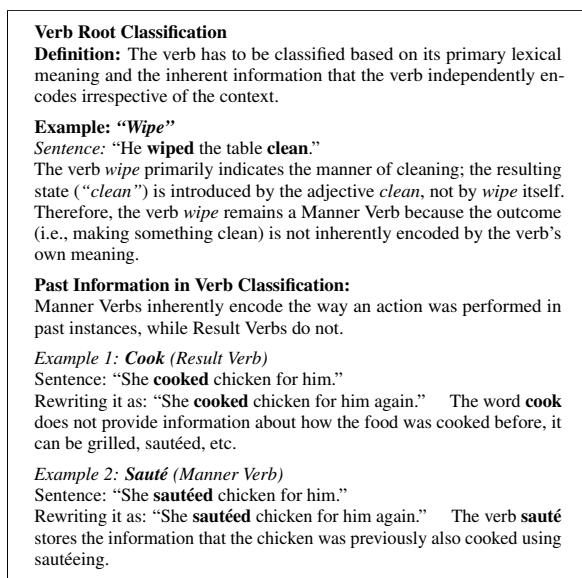 Verb Root Classification
Definition: The verb has to be classified based on its primary lexical
meaning and the inherent information that the verb independently en-
codes irrespective of the context.
Example: “Wipe”
Sentence: “He wiped the table clean.”
The verb wipe primarily indicates the manner of cleaning; the resulting
state (“clean”) is introduced by the adjective clean, not by wipe itself.
Therefore, the verb wipe remains a Manner Verb because the outcome
(i.e., making something clean) is not inherently encoded by the verb’s
own meaning.
Past Information in Verb Classification:
Manner Verbs inherently encode the way an action was performed in
past instances, while Result Verbs do not.
Example 1: Cook (Result Verb)
Sentence: “She cooked chicken for him.”
Rewriting it as: “She cooked chicken for him again.” The word cook
does not provide information about how the food was cooked before, it
can be grilled, sautéed, etc.
Example 2: Sauté (Manner Verb)
Sentence: “She sautéed chicken for him.”
Rewriting it as: “She sautéed chicken for him again.” The verb sauté
stores the information that the chicken was previously also cooked using
sautéeing.